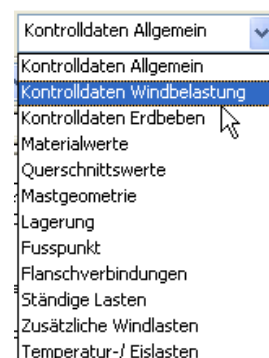 Kontrolldaten Allgemein
Kontrolldaten Allgemein
Kontrolldaten Windbelastung
Kontrolldaten Erdbeben
Materialwerte
Querschnittswerte
Mastgeometrie
Lagerung
Fusspunkt
Flanschverbindungen
Ständige Lasten
Zusätzliche Windlasten
Temperatur-/ Eislasten